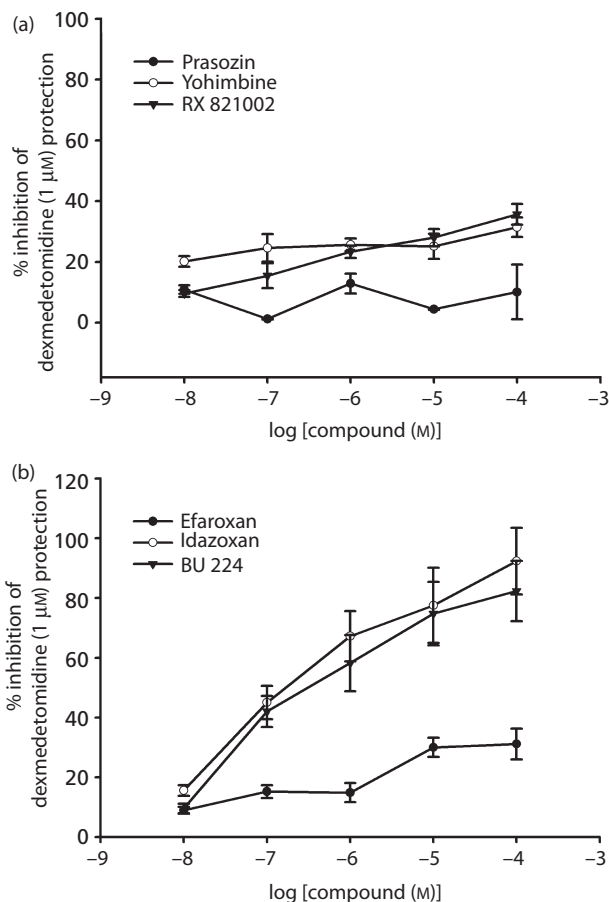 (a)
100
80
60
40
20
0
% inhibition of
dexmedetomidine (1 μM) protection
Prasozin
Yohimbine
RX 821002
−9
−8
−7
−6
−5
−4
−3
log [compound (M)]
(b)
120
100
80
60
40
20
0
% inhibition of
dexmedetomidine (1 μM) protection
Efaroxan
Idazoxan
BU 224
−9
−8
−7
−6
−5
−4
−3
log [compound (M)]